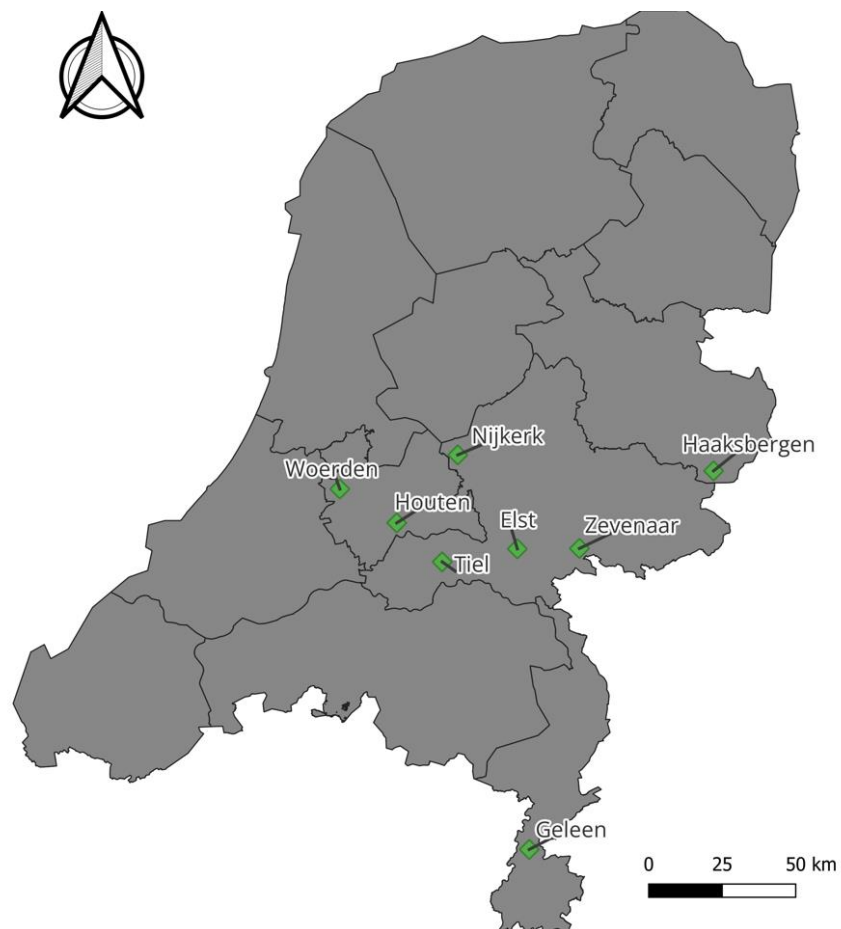 Nijkerk
Haaksbergen
Woerden
Houten
Elst
Zevenaar
Tiel
Geleen
0 25 50 km